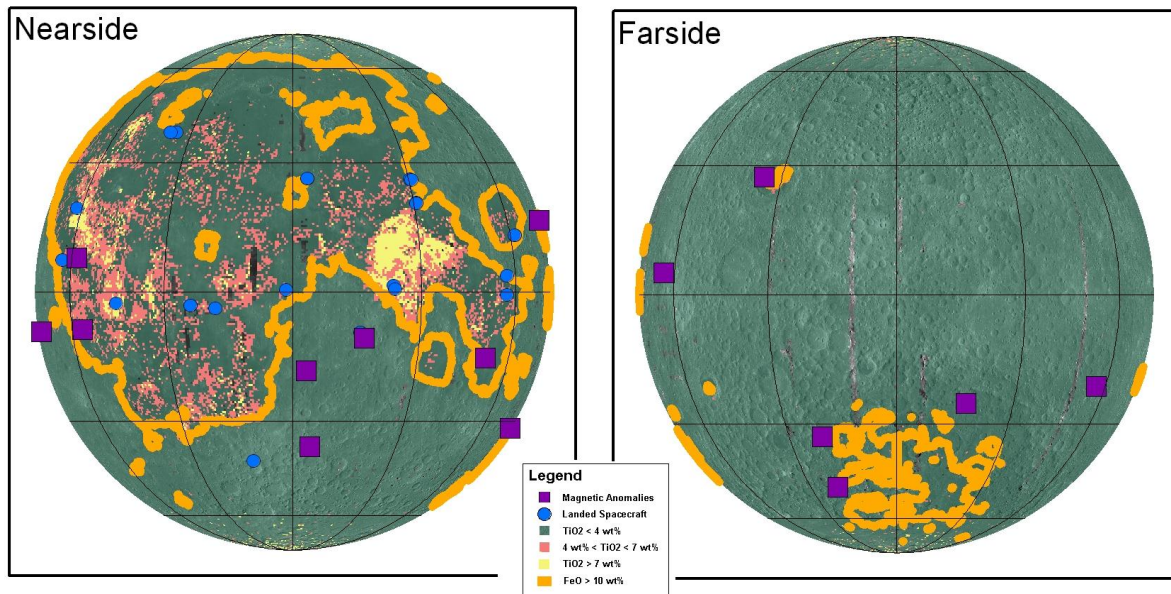 Nearside
Farside
Legend
Magnetic Anomalies
Landed Spacecraft
TiO2 < 4 wt%
4 wt% < TiO2 < 7 wt%
TiO2 > 7 wt%
FeO > 10 wt%